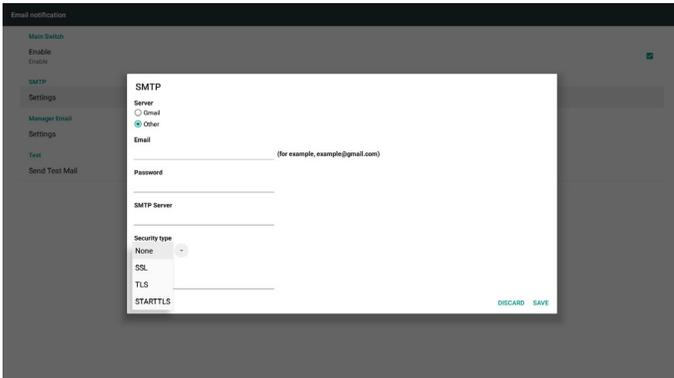 Email notification
Main Switch
Enable
Enable
SMTP
Settings
Manager Email
Settings
Test
Send Test Mail
SMTP
Server
Gmail
Other
Email
(for example, example@gmail.com)
Password
SMTP Server
Security type
None
SSL
TLS
STARTTLS
DISCARD SAVE